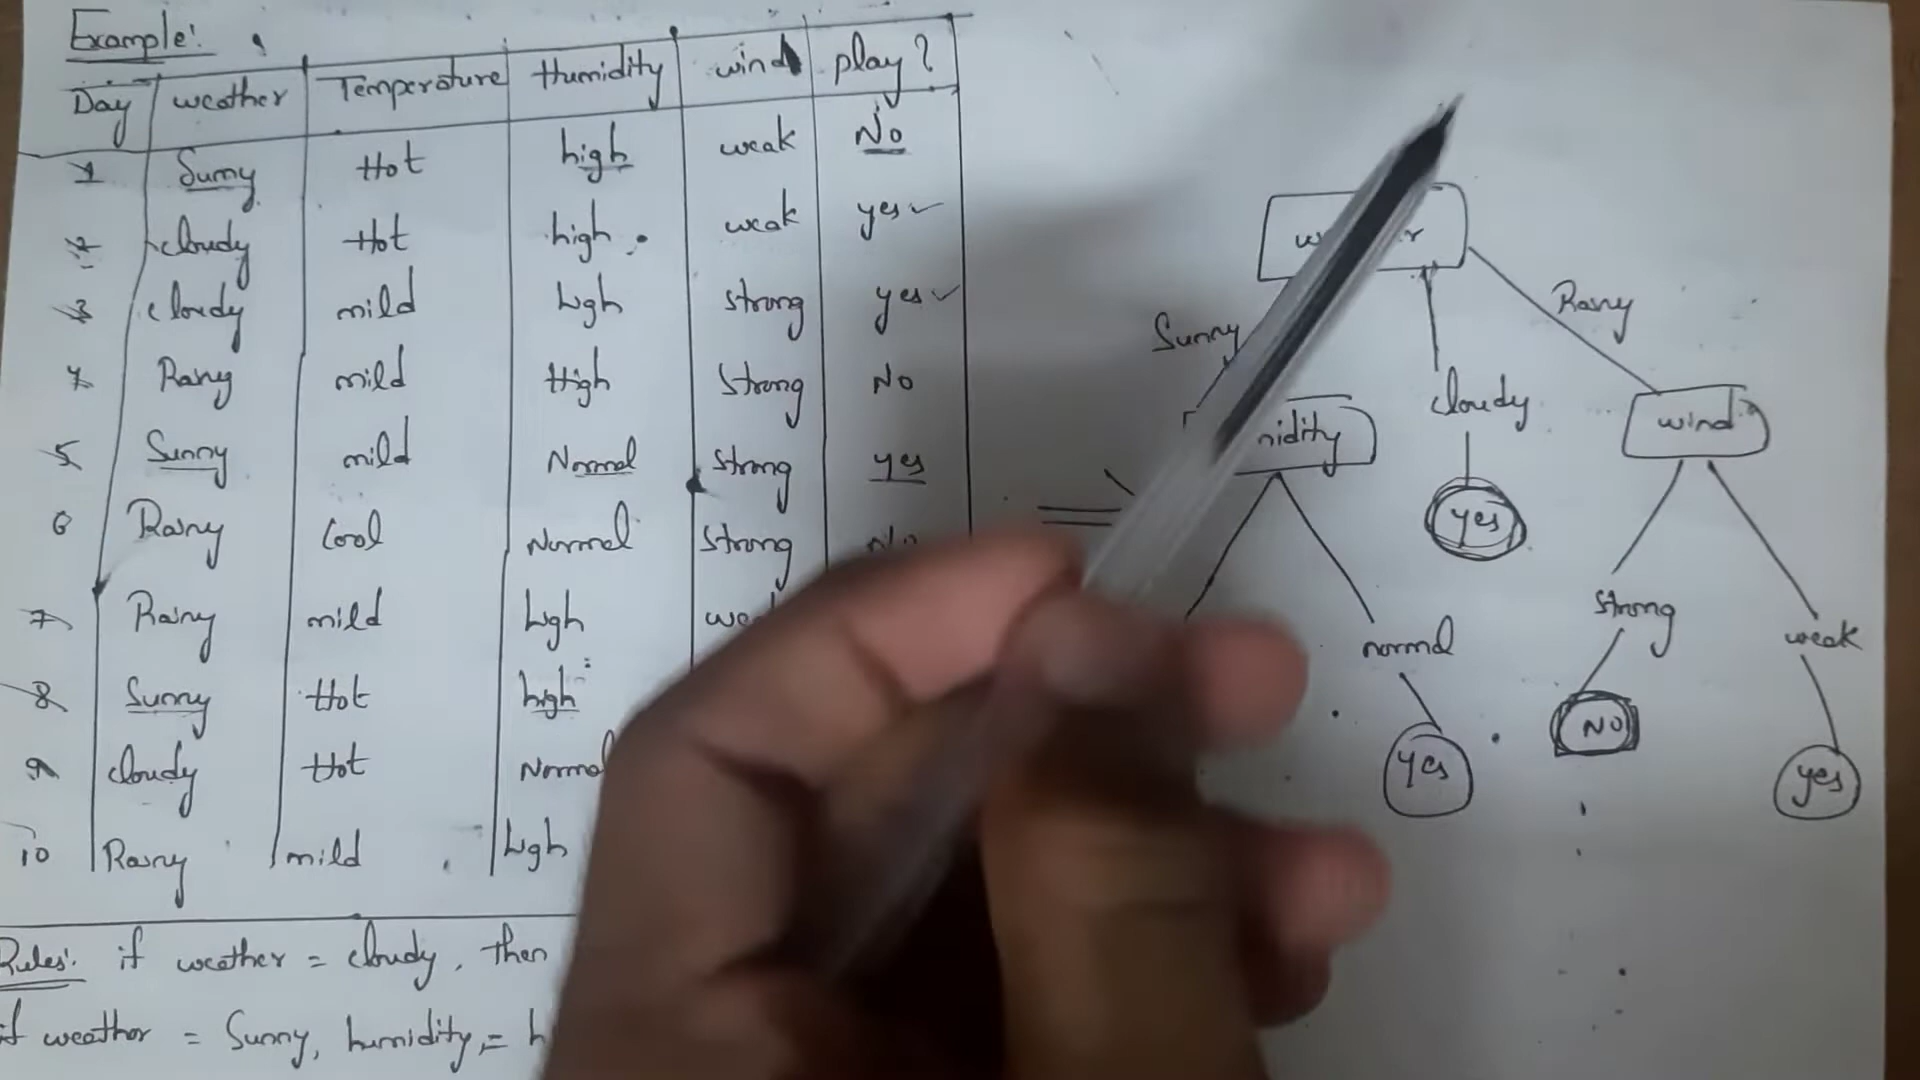 Example:
Day weather Temperature Humidity wind play?
1 Sunny Hot high weak No
2 cloudy Hot high weak yes
3 cloudy mild high strong yes
4 Rainy mild High Strong No
5 Sunny mild Normal Strong yes
6 Rainy Cool Normal Strong
7 Rainy mild high
8 Sunny Hot high
9 cloudy Hot
10 Rainy mild high
Rules: if weather = cloudy, then
if weather = Sunny, humidity =
Sunny Rainy
cloudy wind
yes
normal strong weak
yes NO yes